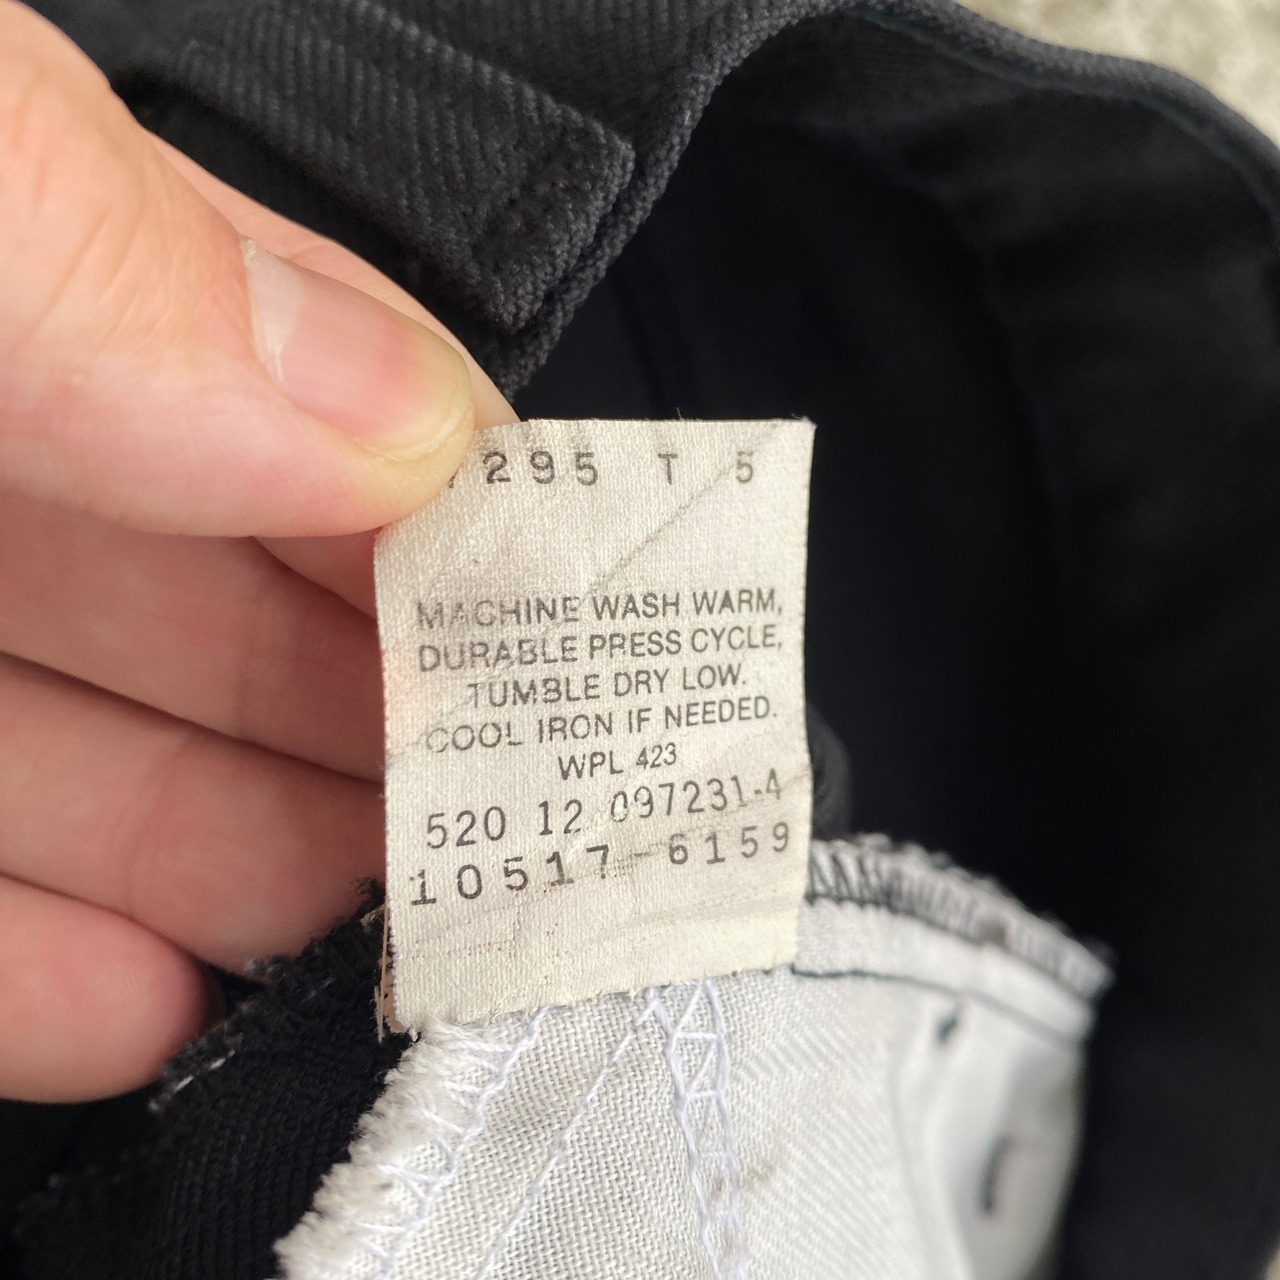 295 T 5
MACHINE WASH WARM,
DURABLE PRESS CYCLE,
TUMBLE DRY LOW.
COOL IRON IF NEEDED.
WPL 423
520 12 097231-4
10517-6159